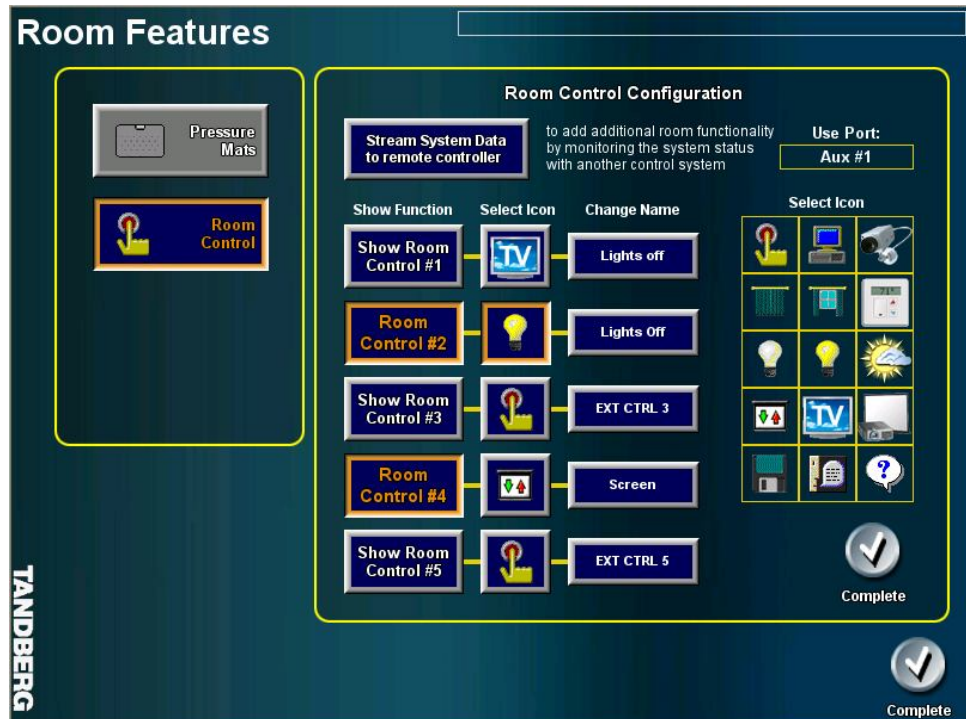 Room Features
Pressure
Mats
Room
Control
Room Control Configuration
Stream System Data
to remote controller
to add additional room functionality
by monitoring the system status
with another control system
Use Port:
Aux #1
Show Function
Select Icon
Change Name
Select Icon
Show Room
Control #1
TV
Lights off
Room
Control #2
Lights Off
Show Room
Control #3
EXT CTRL 3
TV
Room
Control #4
Screen
?
Show Room
Control #5
EXT CTRL 5
Complete
TANDBERG
Complete